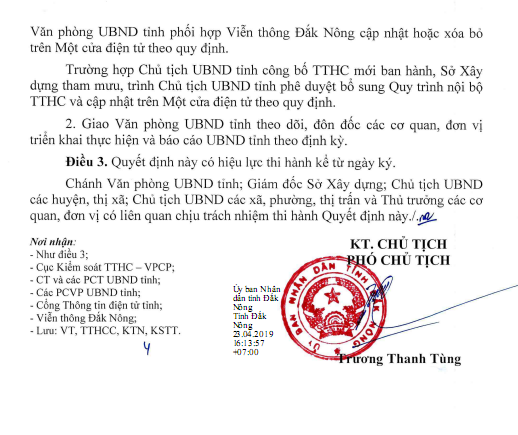 Văn phòng UBND tỉnh phối hợp Viễn thông Đắk Nông cập nhật hoặc xóa bỏ
trên Một cửa điện tử theo quy định.
Trường hợp Chủ tịch UBND tỉnh công bố TTHC mới ban hành, Sở Xây
dựng tham mưu, trình Chủ tịch UBND tỉnh phê duyệt bổ sung Quy trình nội bộ
TTHC và cập nhật trên Một cửa điện tử theo quy định.
2. Giao Văn phòng UBND tỉnh theo dõi, đôn đốc các cơ quan, đơn vị
triển khai thực hiện và báo cáo UBND tỉnh theo định kỳ.
Điều 3. Quyết định này có hiệu lực thi hành kể từ ngày ký.
Chánh Văn phòng UBND tỉnh; Giám đốc Sở Xây dựng; Chủ tịch UBND
các huyện, thị xã; Chủ tịch UBND các xã, phường, thị trấn và Thủ trưởng các cơ
quan, đơn vị có liên quan chịu trách nhiệm thi hành Quyết định này./.
Nơi nhận:
- Như điều 3;
- Cục Kiểm soát TTHC – VPCP;
- CT và các PCT UBND tỉnh;
- Các PCVP UBND tỉnh;
- Cổng Thông tin điện tử tỉnh;
- Viễn thông Đắk Nông;
- Lưu: VT, TTHCC, KTN, KSTT.
Ủy ban Nhân
dân tỉnh Đắk
Nông
Tỉnh Đắk
Nông
23.04.2019
16:13:57
+07:00
KT. CHỦ TỊCH
PHÓ CHỦ TỊCH
ỦY BAN NHÂN DÂN TỈNH ĐẮK NÔNG
Trương Thanh Tùng